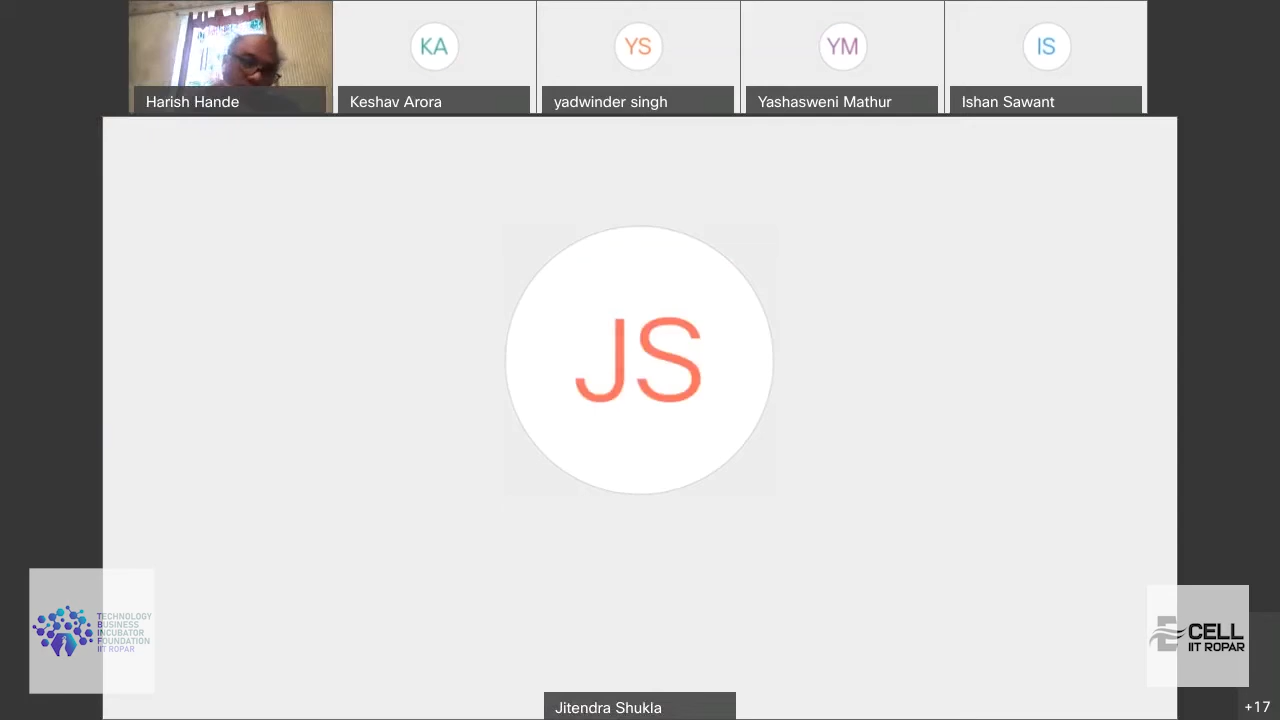 KA
YS
YM
IS
Harish Hande
Keshav Arora
yadwinder singh
Yashasweni Mathur
Ishan Sawant
JS
TECHNOLOGY
BUSINESS
INCUBATOR
FOUNDATION
IIT ROPAR
E
CELL
IIT ROPAR
Jitendra Shukla
+17